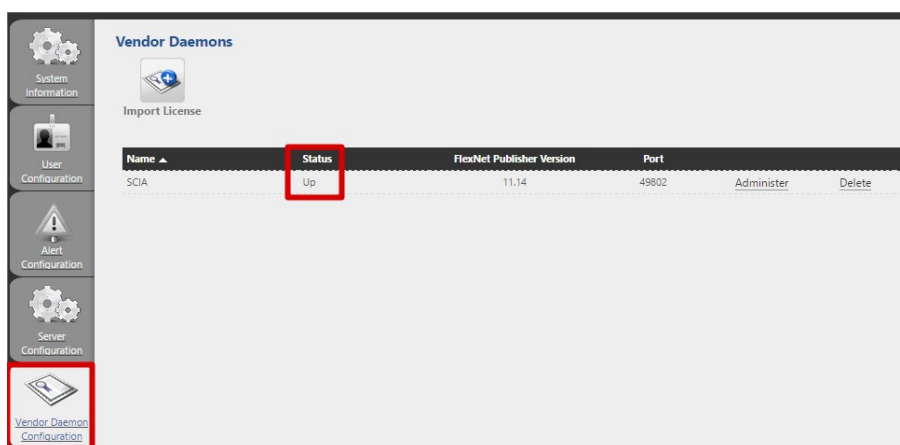 System
Information
User
Configuration
Alert
Configuration
Server
Configuration
Vendor Daemon
Configuration
Vendor Daemons
Import License
Name Status FlexNet Publisher Version Port
SCIA Up 11.14 49802 Administer Delete